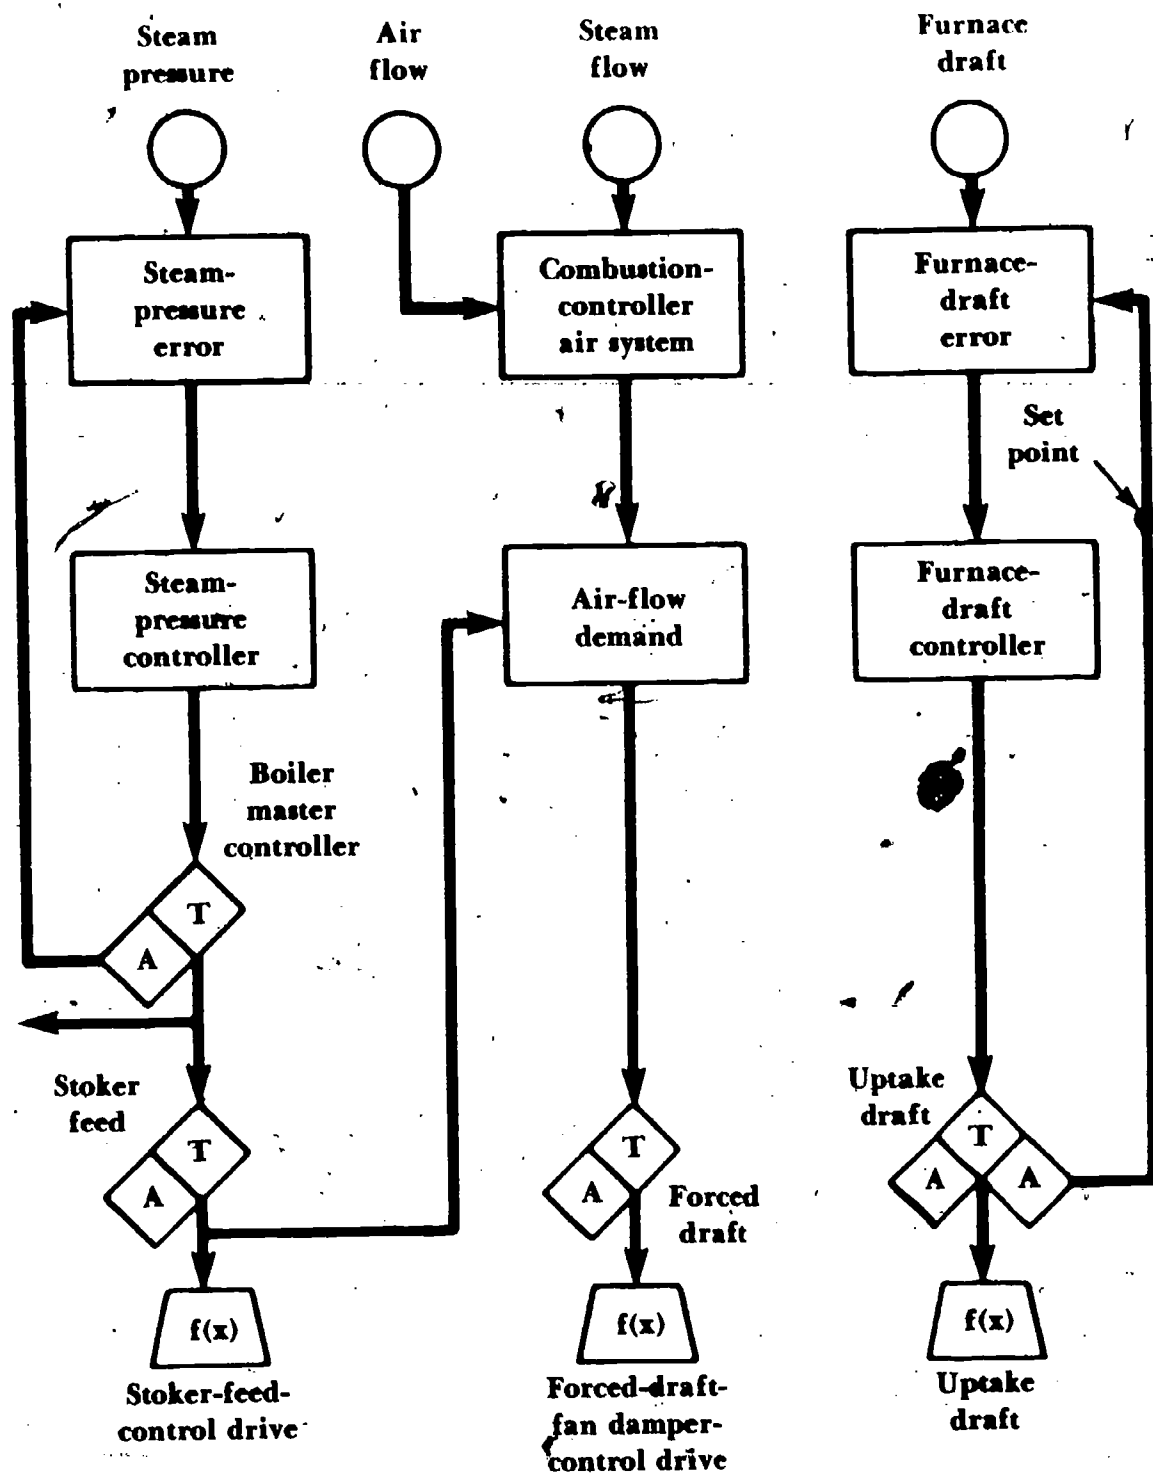 Steam
pressure
Air
flow
Steam
flow
Furnace
draft
Steam-
pressure
error
Combustion-
controller
air system
Furnace-
draft
error
Set
point
Steam-
pressure
controller
Air-flow
demand
Furnace-
draft
controller
Boiler
master
controller
T
A
Stoker
feed
T
A
T
A
Forced
draft
Uptake
draft
T
A
A
f(x)
f(x)
f(x)
Stoker-feed-
control drive
Forced-draft-
fan damper-
control drive
Uptake
draft